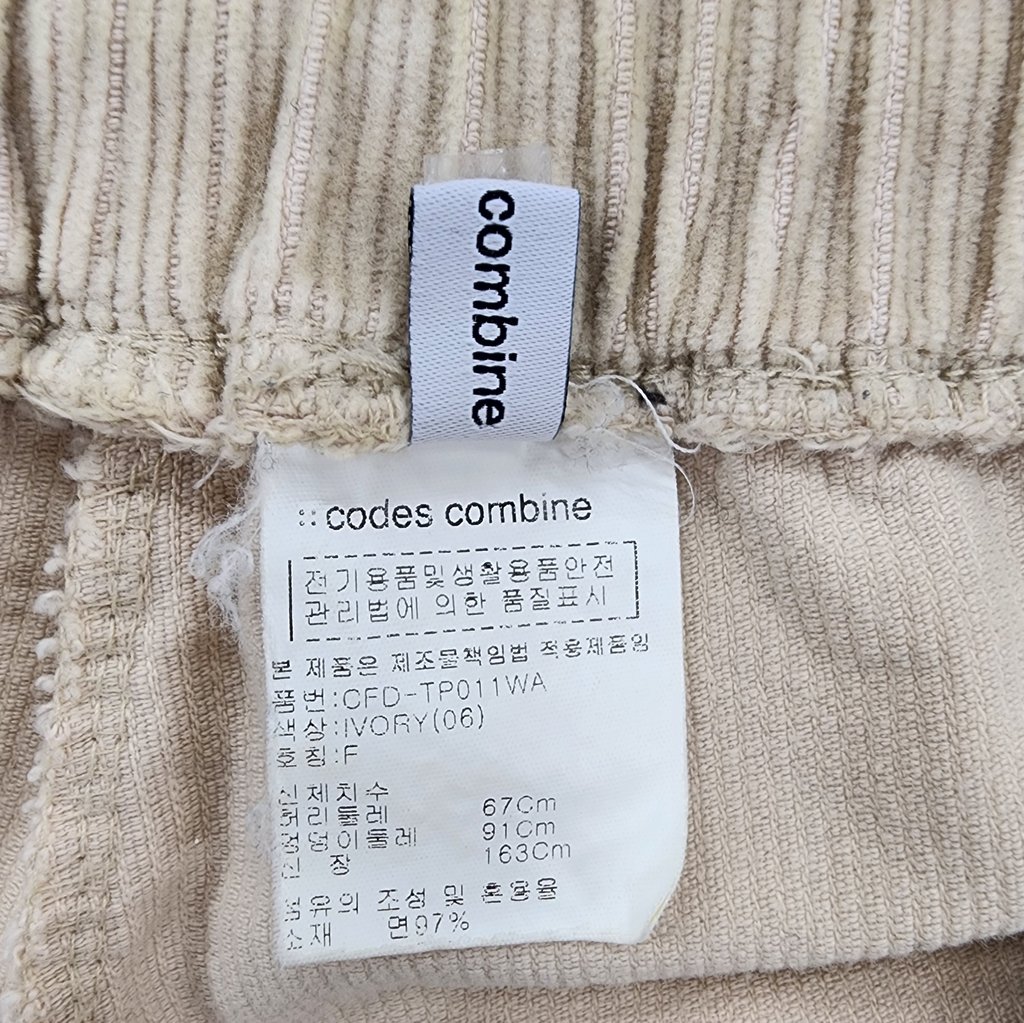 combine
codes combine
전기용품및생활용품안전
관리법에 의한 품질표시
본 제품은 제조물책임법 적용제품임
품번:CFD-TP011WA
색상:IVORY(06)
호칭:F
신체치수
허리둘레 67Cm
엉덩이둘레 91Cm
신 장 163Cm
섬유의 조성 및 혼용율
소재 면97%